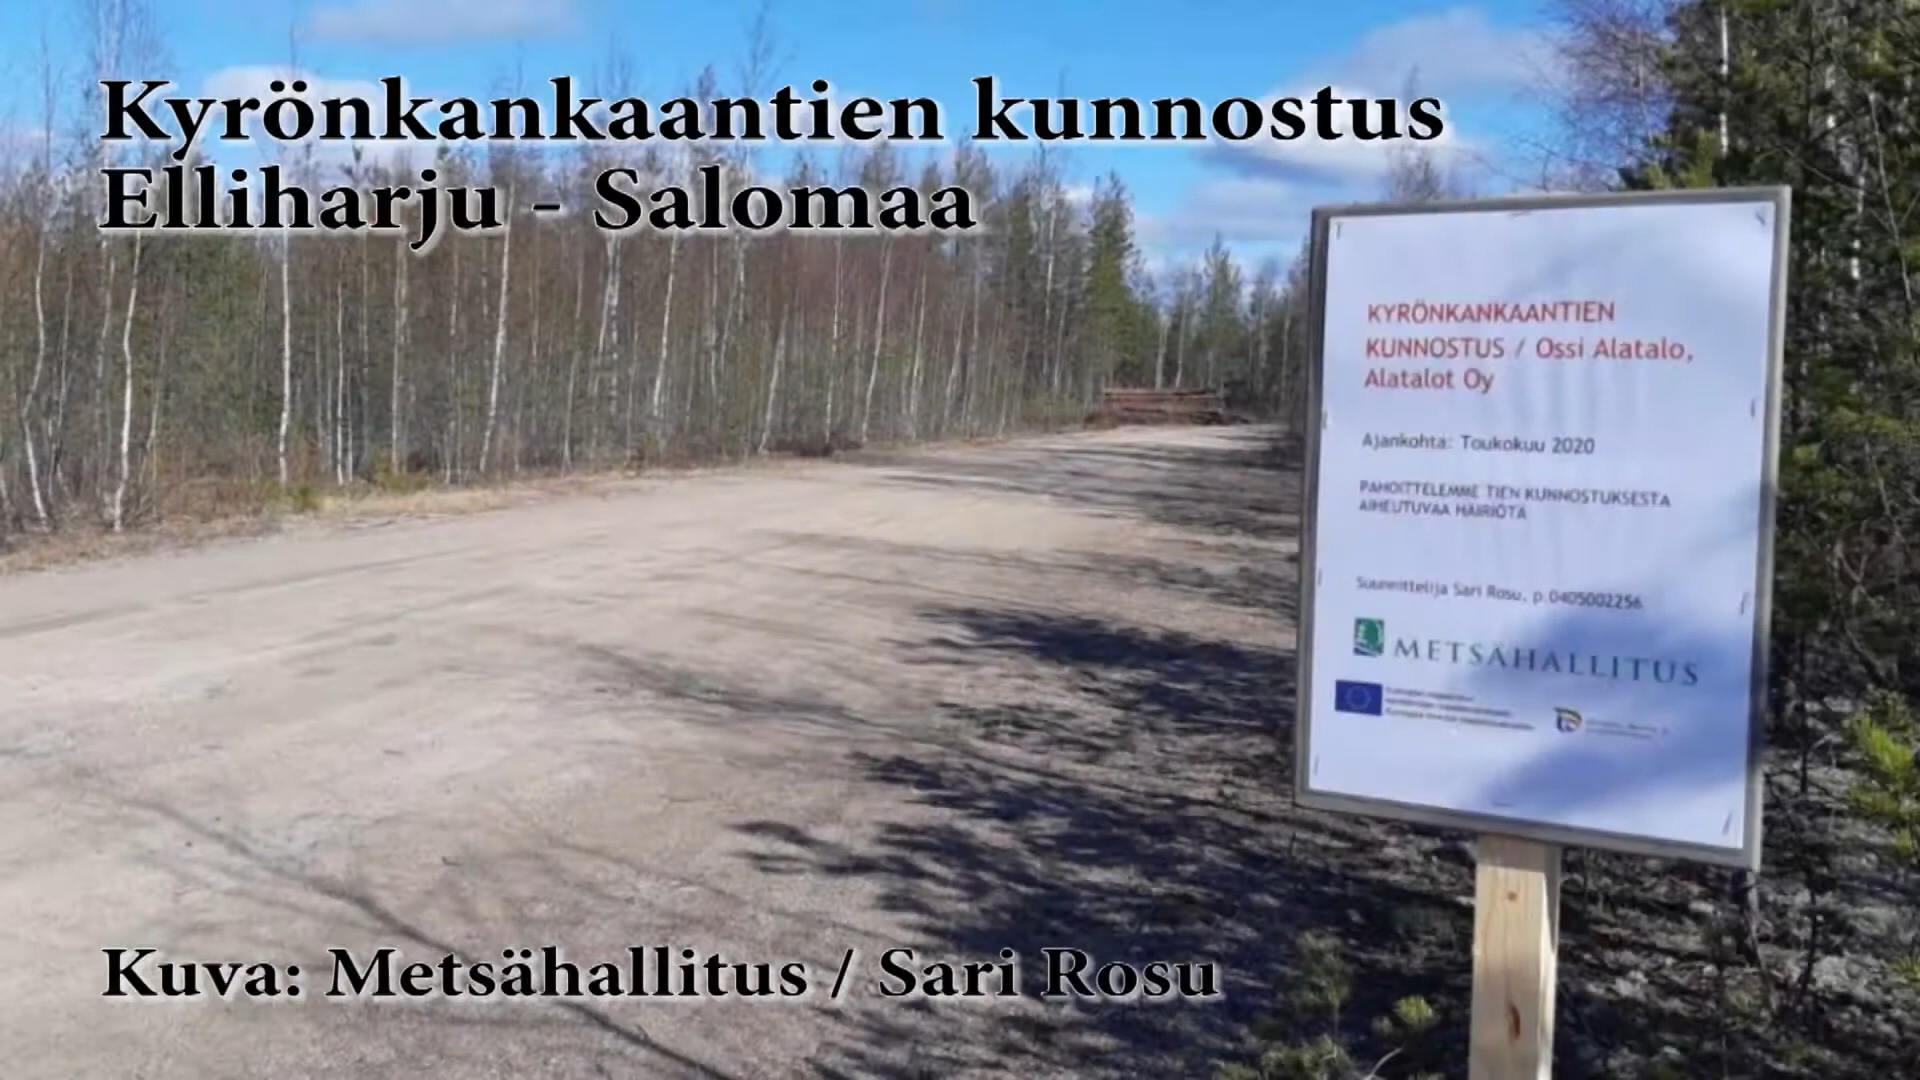 Kyrönkankaantien kunnostus
Elliharju - Salomaa
KYRÖNKANKAANTIEN
KUNNOSTUS / Ossi Alatalo,
Alatalot Oy
Ajankohta: Toukokuu 2020
PAHOITTELEMME TIEN KUNNOSTUKSESTA
AIHEUTUVAA HÄIRIÖTÄ
Suunnittelija Sari Rosu, p.0405002256
METSÄHALLITUS
Kuva: Metsähallitus / Sari Rosu